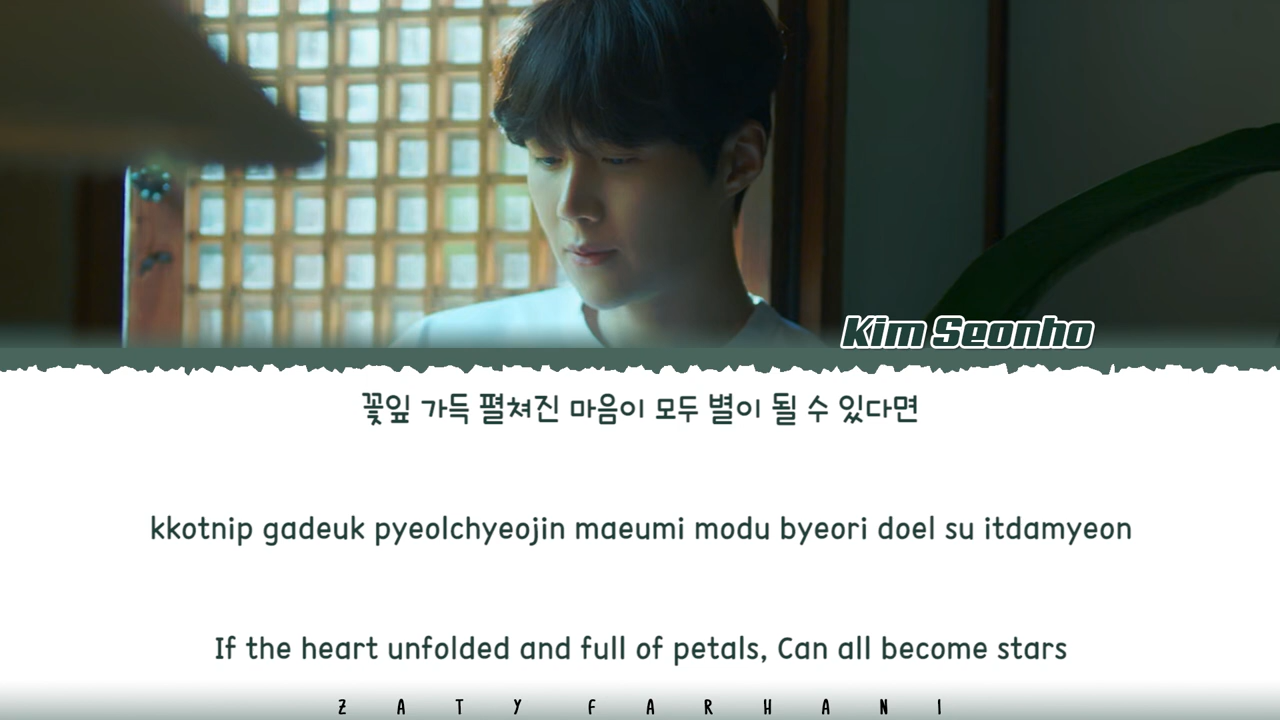 Kim Seonho
꽃잎 가득 펼쳐진 마음이 모두 별이 될 수 있다면
kkotnip gadeuk pyeolchyeojin maeumi modu byeori doel su itdamyeon
If the heart unfolded and full of petals, Can all become stars
ZATY FARHANI